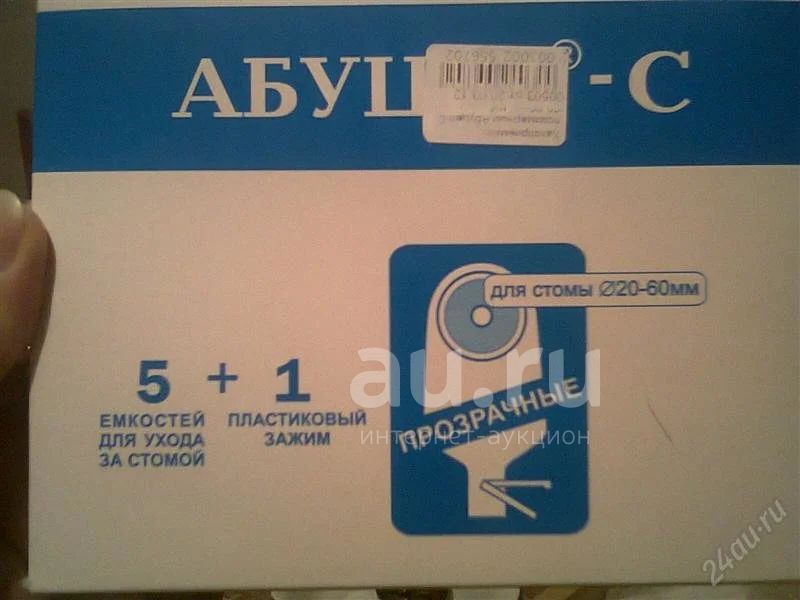 АБУЦ ® -С
для стомы Ø20-60мм
5 + 1
ЕМКОСТЕЙ ПЛАСТИКОВЫЙ
ДЛЯ УХОДА ЗАЖИМ
ЗА СТОМОЙ
ПРОЗРАЧНЫЕ
au.ru
интернет-аукцион
24au.ru